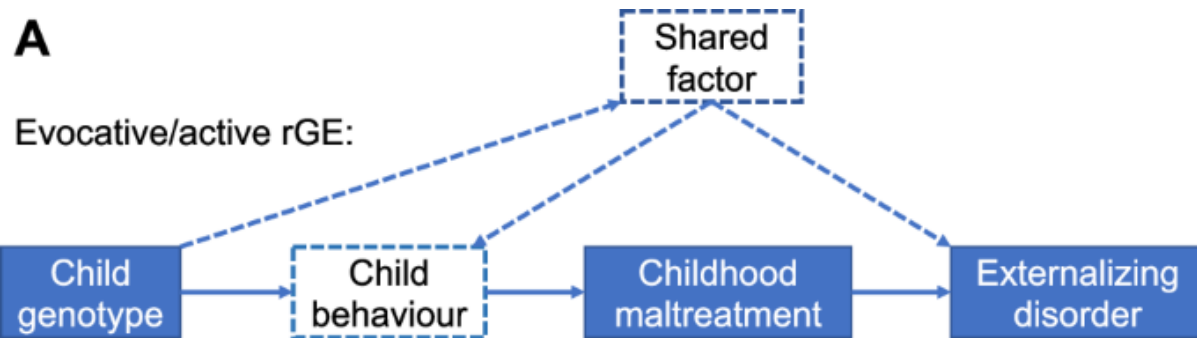 A
Shared
factor
Evocative/active rGE:
Child
genotype
Child
behaviour
Childhood
maltreatment
Externalizing
disorder